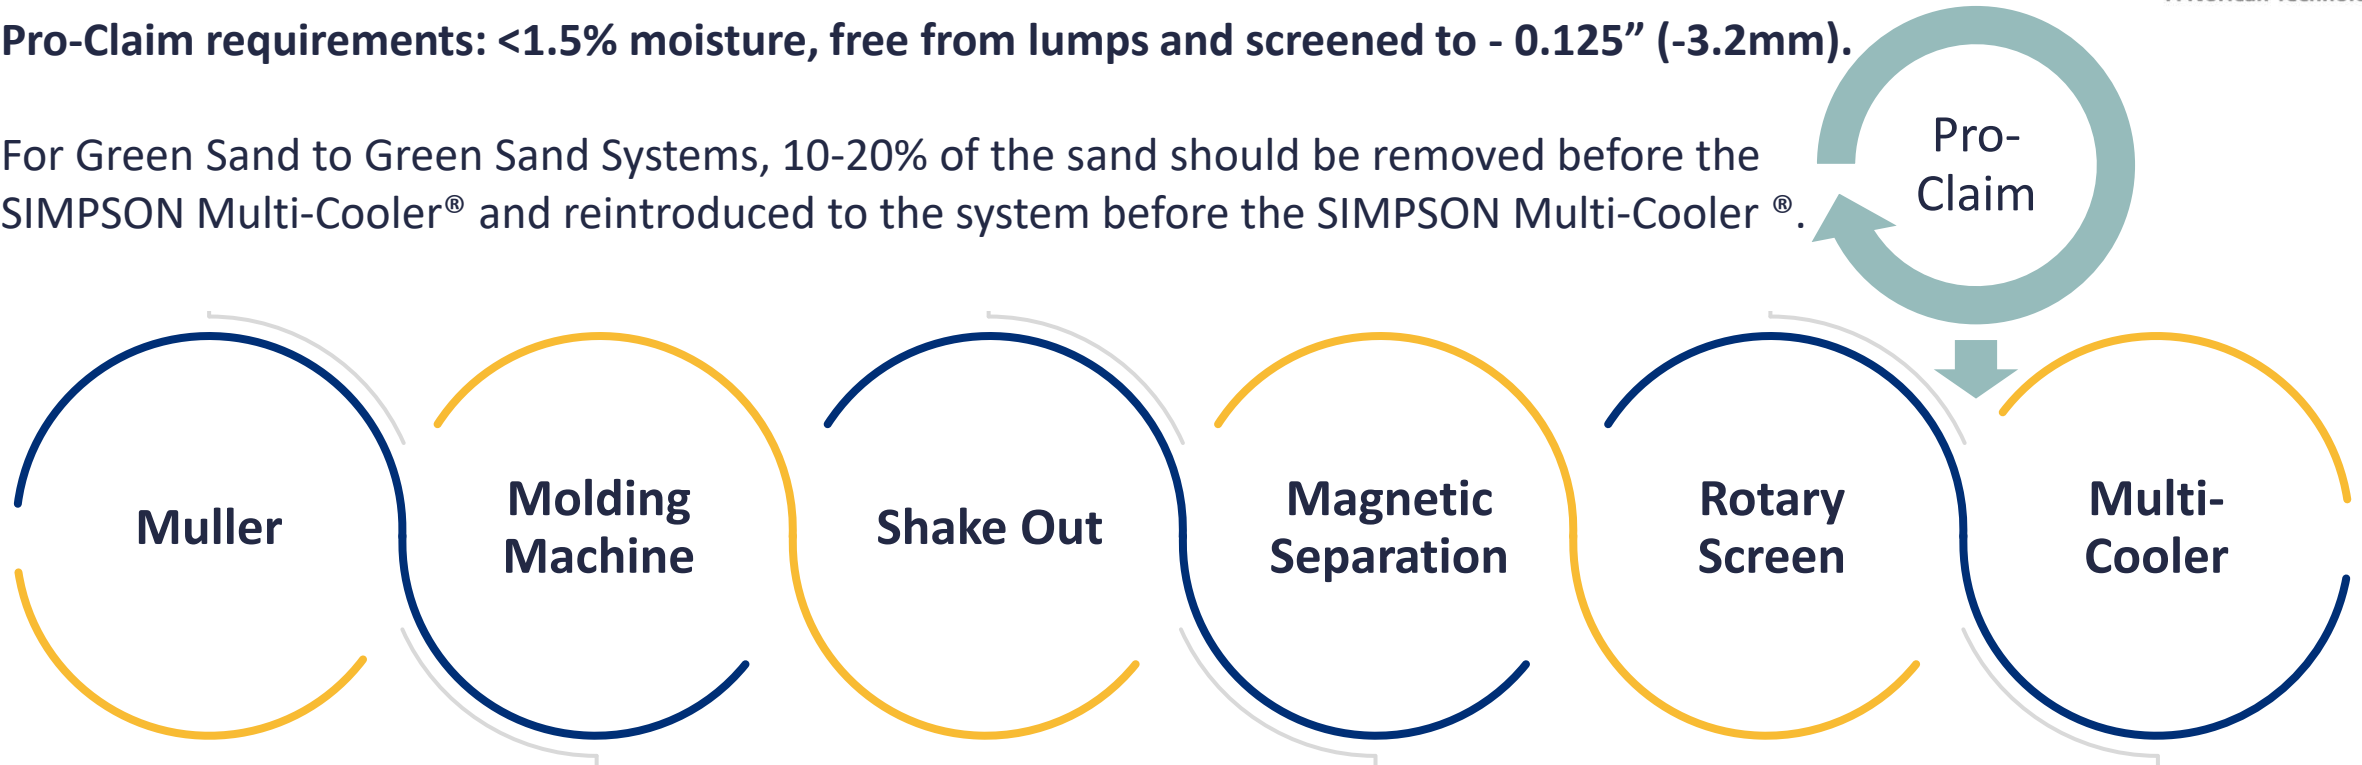 Pro-Claim requirements: <1.5% moisture, free from lumps and screened to - 0.125” (-3.2mm).
For Green Sand to Green Sand Systems, 10-20% of the sand should be removed before the
SIMPSON Multi-Cooler® and reintroduced to the system before the SIMPSON Multi-Cooler ®.
Pro-
Claim
Muller
Molding
Machine
Shake Out
Magnetic
Separation
Rotary
Screen
Multi-
Cooler